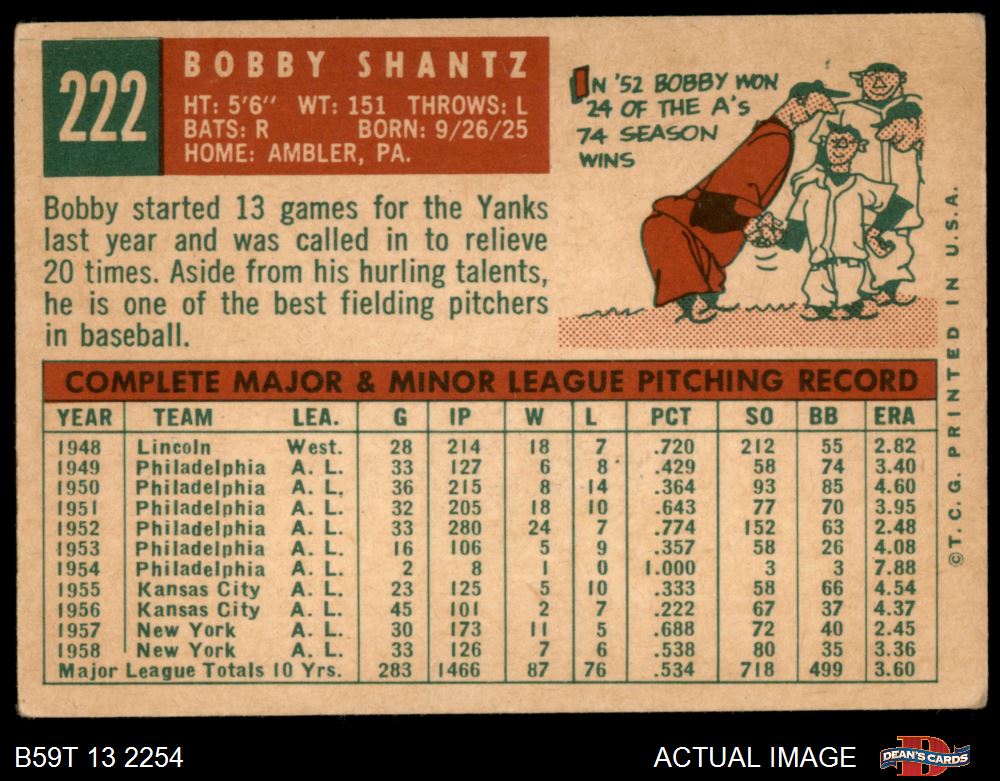 222
BOBBY SHANTZ
HT: 5'6" WT: 151 THROWS: L
BATS: R BORN: 9/26/25
HOME: AMBLER, PA.
IN '52 BOBBY WON
24 OF THE A's
74 SEASON
WINS
Bobby started 13 games for the Yanks
last year and was called in to relieve
20 times. Aside from his hurling talents,
he is one of the best fielding pitchers
in baseball.
COMPLETE MAJOR & MINOR LEAGUE PITCHING RECORD
YEAR TEAM LEA. G IP W L PCT SO BB ERA
1948 Lincoln West. 28 214 18 7 .720 212 55 2.82
1949 Philadelphia A. L. 33 127 6 8 .429 58 74 3.40
1950 Philadelphia A. L. 36 215 8 14 .364 93 85 4.60
1951 Philadelphia A. L. 32 205 18 10 .643 77 70 3.95
1952 Philadelphia A. L. 33 280 24 7 .774 152 63 2.48
1953 Philadelphia A. L. 16 106 5 9 .357 58 26 4.08
1954 Philadelphia A. L. 2 8 1 0 1.000 3 3 7.88
1955 Kansas City A. L. 23 125 5 10 .333 58 66 4.54
1956 Kansas City A. L. 45 101 2 7 .222 67 37 4.37
1957 New York A. L. 30 173 11 5 .688 72 40 2.45
1958 New York A. L. 33 126 7 6 .538 80 35 3.36
Major League Totals 10 Yrs. 283 1466 87 76 .534 718 499 3.60
© T. C. G. PRINTED IN U.S.A.
B59T 13 2254
ACTUAL IMAGE
DEAN'S CARDS